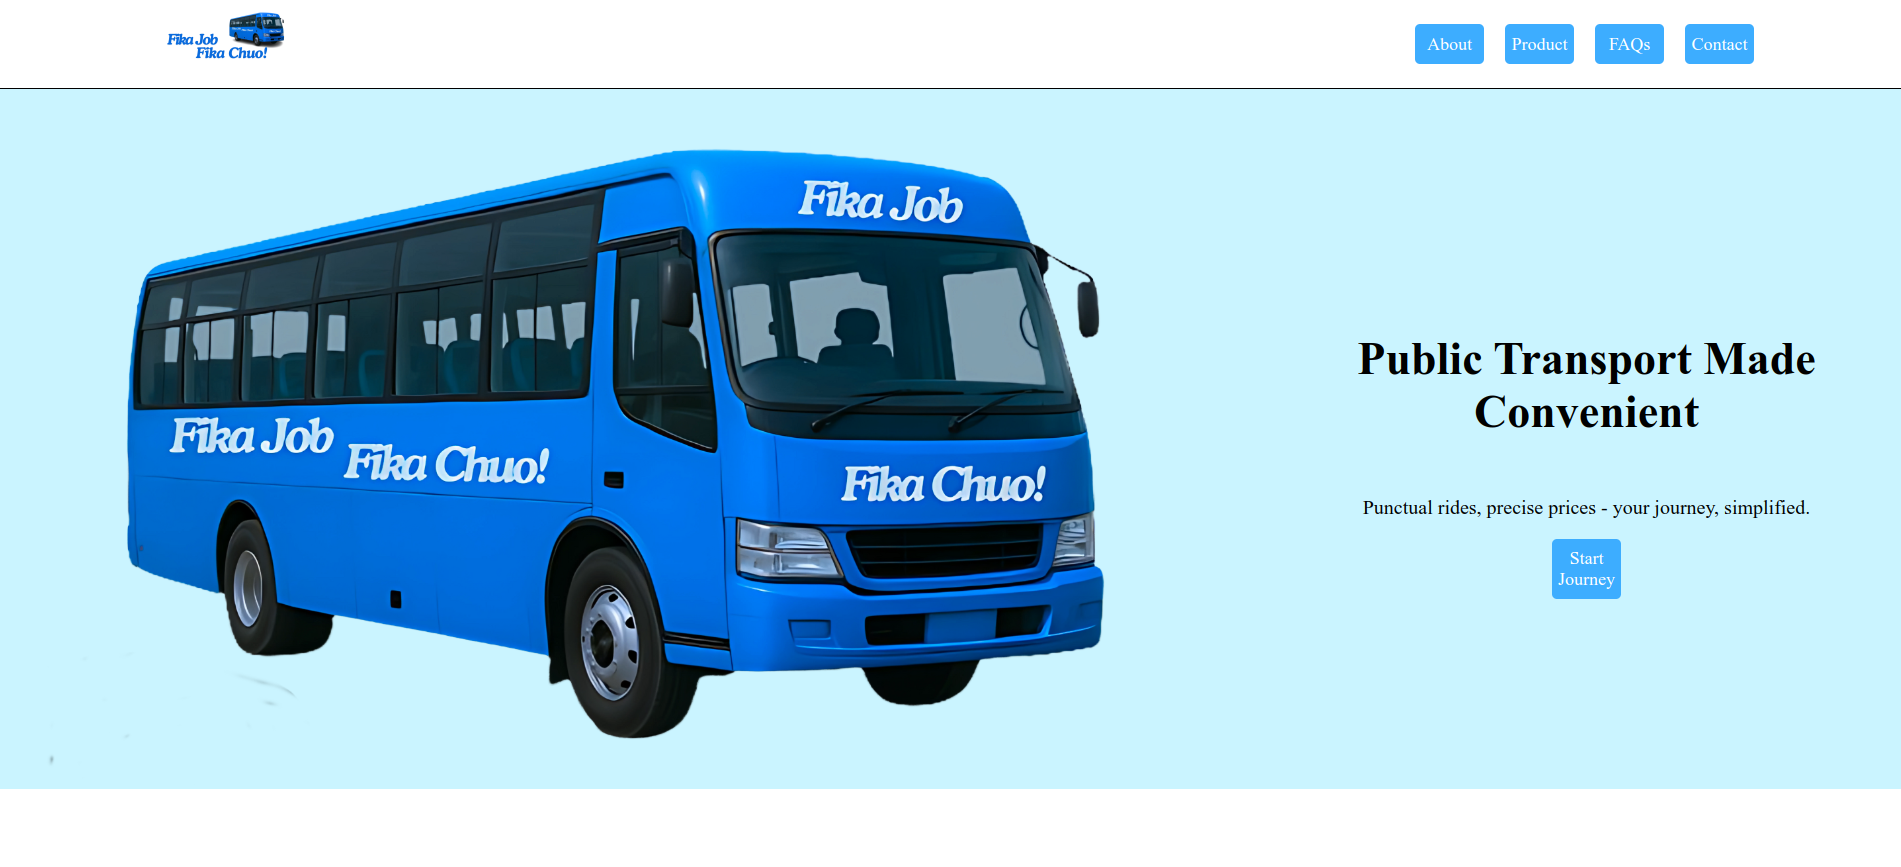 Fika Job
Fika Chuo!
About
Product
FAQs
Contact
Fika Job
Fika Job
Fika Chuo!
Fika Chuo!
Public Transport Made
Convenient
Punctual rides, precise prices - your journey, simplified.
Start
Journey